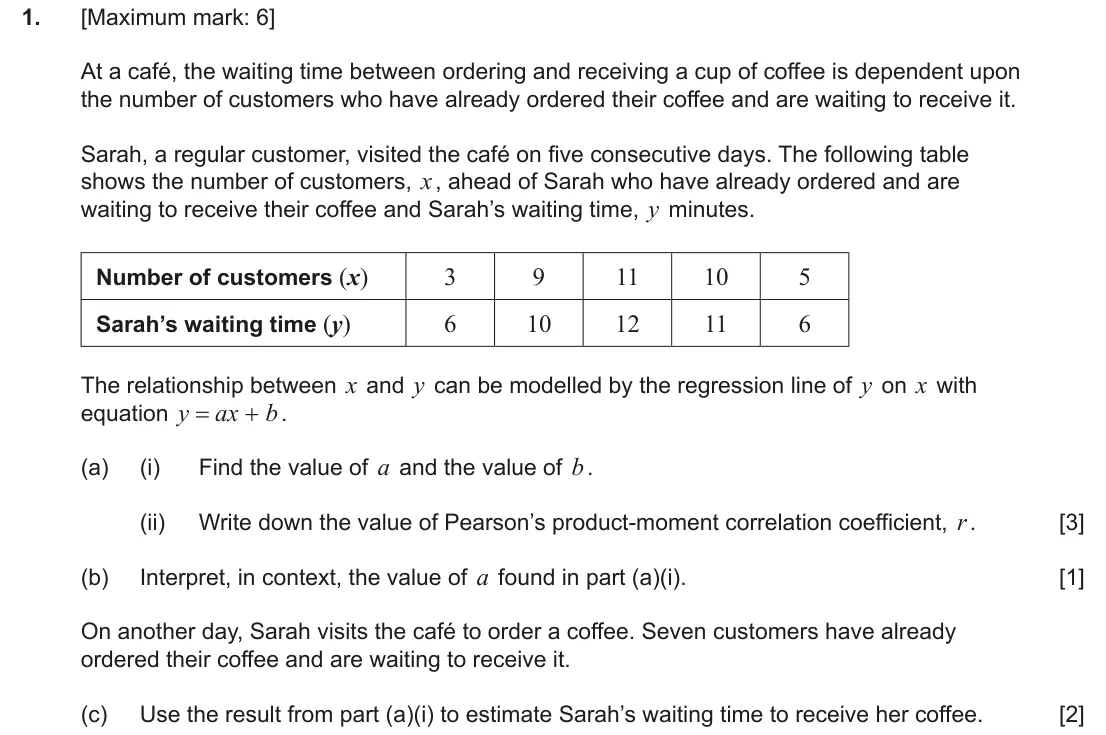 1. [Maximum mark: 6]
At a café, the waiting time between ordering and receiving a cup of coffee is dependent upon
the number of customers who have already ordered their coffee and are waiting to receive it.
Sarah, a regular customer, visited the café on five consecutive days. The following table
shows the number of customers, x, ahead of Sarah who have already ordered and are
waiting to receive their coffee and Sarah's waiting time, y minutes.
Number of customers (x) 3 9 11 10 5
Sarah's waiting time (y) 6 10 12 11 6
The relationship between x and y can be modelled by the regression line of y on x with
equation y = ax + b.
(a) (i) Find the value of a and the value of b.
(ii) Write down the value of Pearson's product-moment correlation coefficient, r. [3]
(b) Interpret, in context, the value of a found in part (a)(i). [1]
On another day, Sarah visits the café to order a coffee. Seven customers have already
ordered their coffee and are waiting to receive it.
(c) Use the result from part (a)(i) to estimate Sarah's waiting time to receive her coffee. [2]